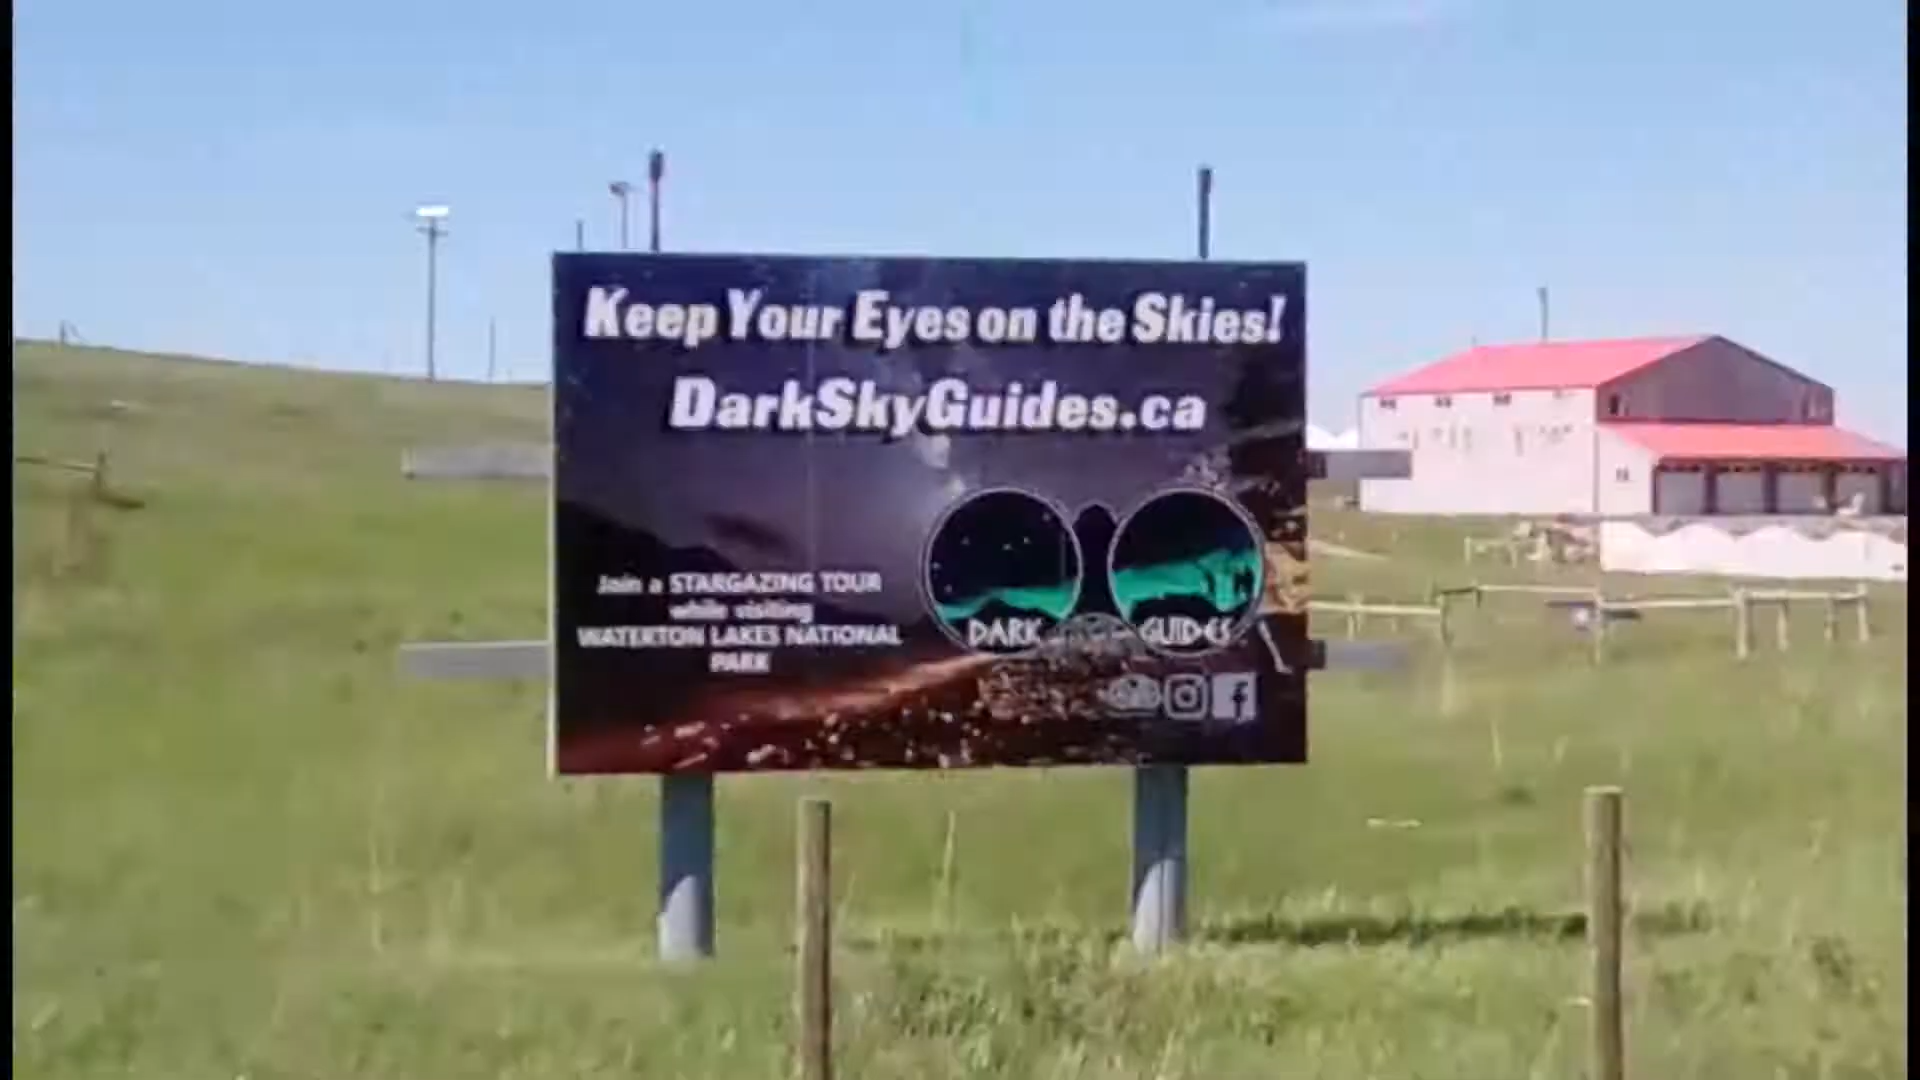 Keep Your Eyes on the Skies!
DarkSkyGuides.ca
Join a STARGAZING TOUR
while visiting
WATERTON LAKES NATIONAL
PARK
DARK
GUIDES